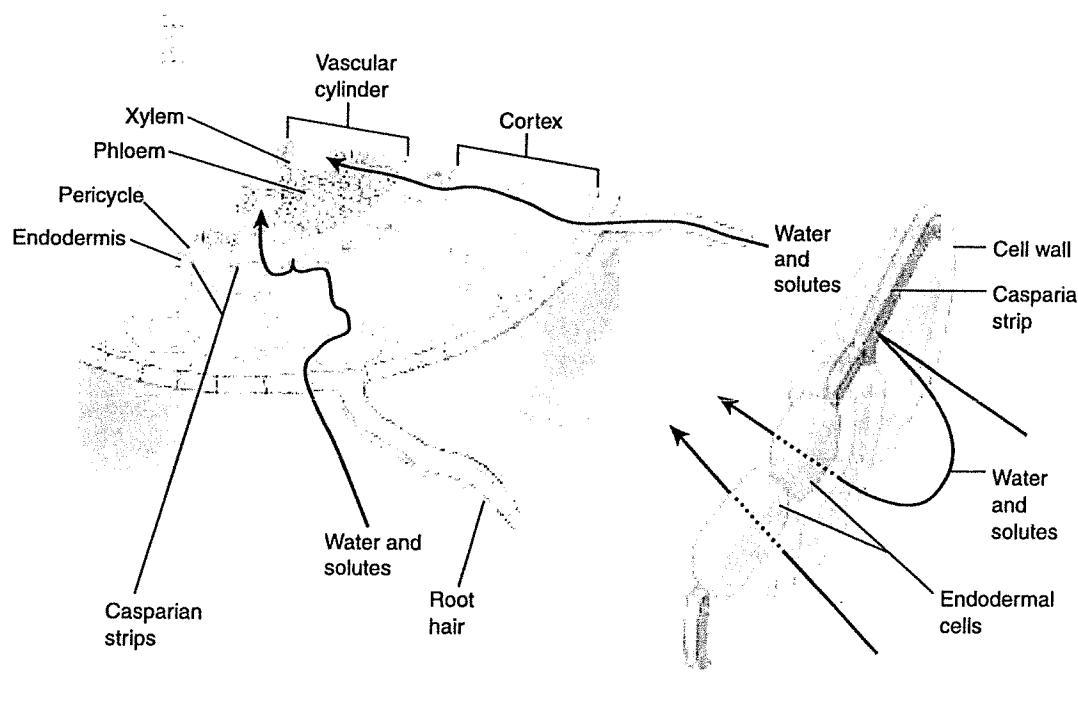 Vascular
cylinder
Xylem
Cortex
Phloem
Pericycle
Endodermis
Water
and
solutes
Cell wall
Casparia
strip
Water
and
solutes
Water and
solutes
Root
hair
Casparian
strips
Endodermal
cells